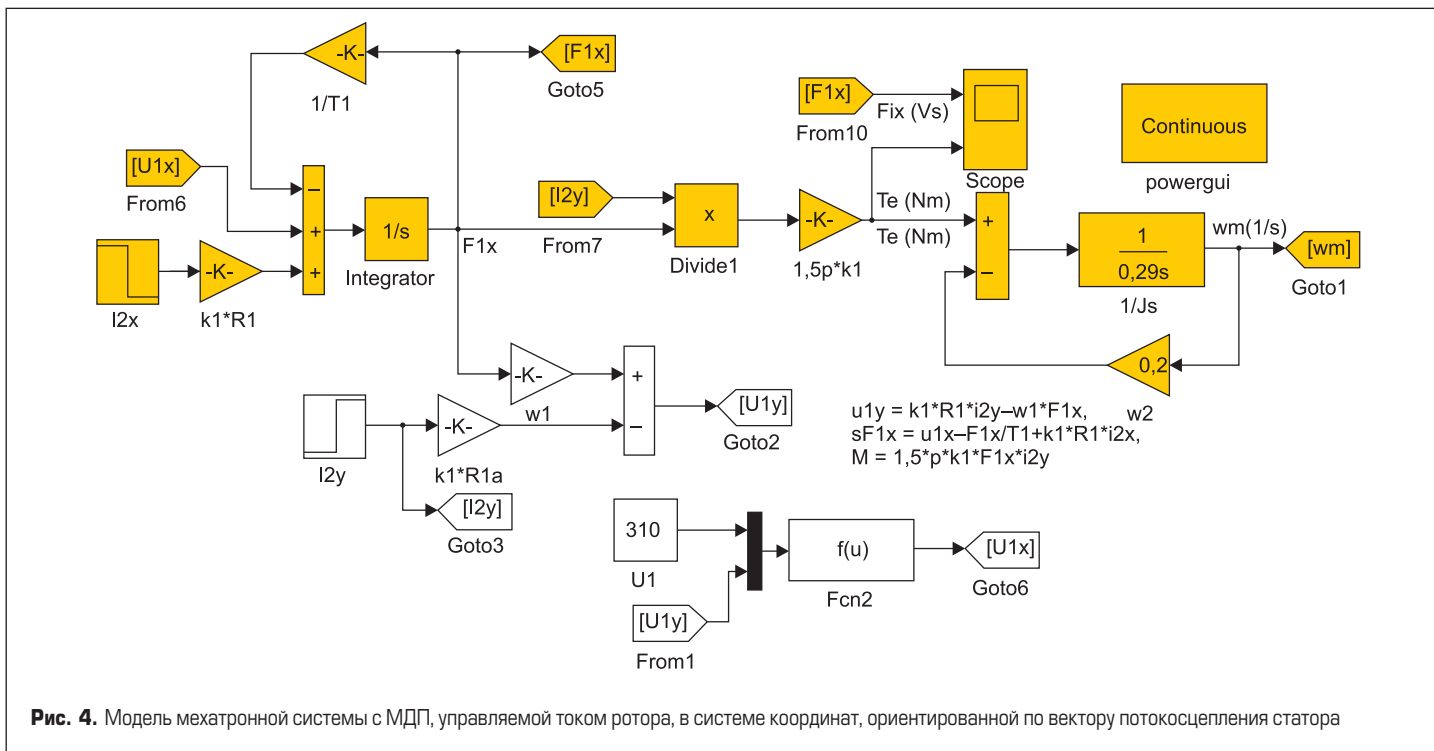 -K-
1/T1
[F1x]
Goto5
[U1x]
From6
I2x
-K-
k1*R1
−
+
+
1/s
Integrator
F1x
[I2y]
From7
x
Divide1
-K-
1,5p*k1
[F1x]
From10
Fix (Vs)
Scope
Te (Nm)
Te (Nm)
+
−
Continuous
powergui
1
0,29s
1/Js
wm(1/s)
[wm]
Goto1
0,2
w2
-K-
w1
I2y
-K-
k1*R1a
+
−
[U1y]
Goto2
[I2y]
Goto3
u1y = k1*R1*i2y–w1*F1x,
sF1x = u1x–F1x/T1+k1*R1*i2x,
M = 1,5*p*k1*F1x*i2y
310
U1
[U1y]
From1
f(u)
Fcn2
[U1x]
Goto6
Рис. 4. Модель мехатронной системы с МДП, управляемой током ротора, в системе координат, ориентированной по вектору потокосцепления статора